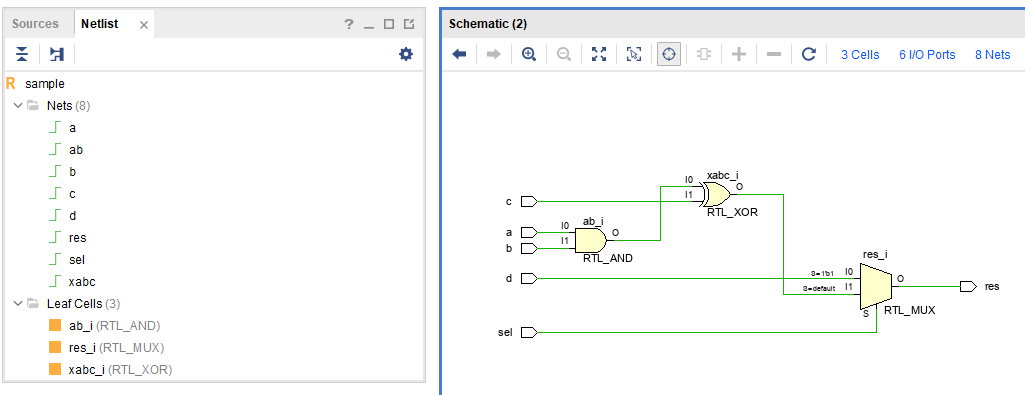 Sources
Netlist
?
R sample
Nets (8)
a
ab
b
c
d
res
sel
xabc
Leaf Cells (3)
ab_i (RTL_AND)
res_i (RTL_MUX)
xabc_i (RTL_XOR)
Schematic (2)
3 Cells
6 I/O Ports
8 Nets
xabc_i
I0
O
I1
RTL_XOR
c
ab_i
a
I0
O
b
I1
RTL_AND
res_i
d
S=1'b1
I0
O
S=default
I1
res
S
RTL_MUX
sel